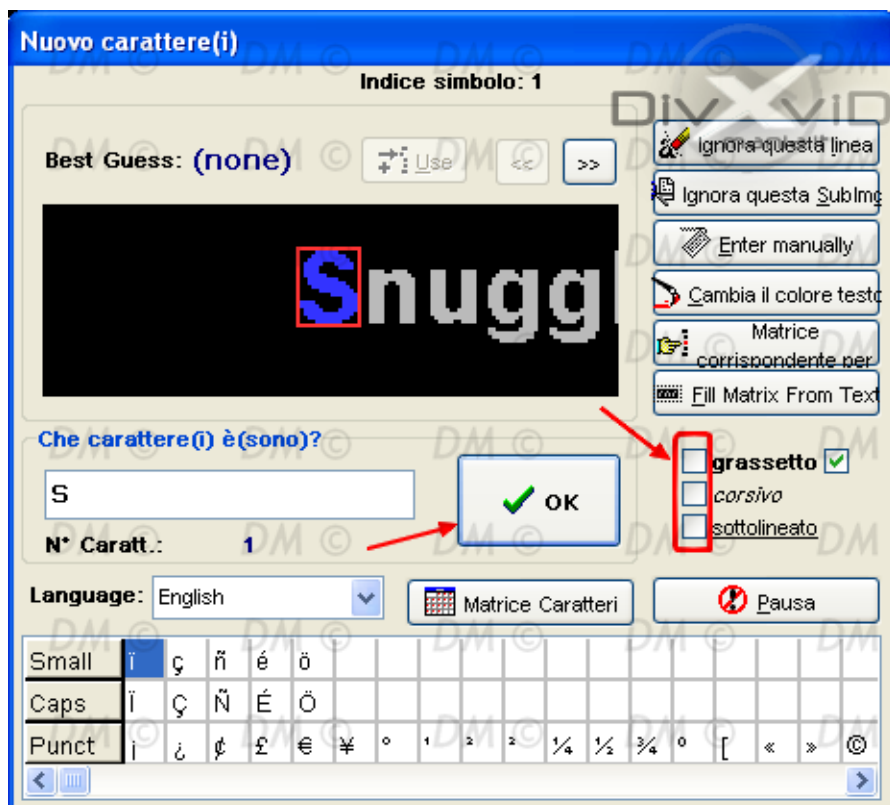 Nuovo carattere(i)
Indice simbolo: 1
DivXviD
Best Guess: (none)
Use
<<
>>
Ignora questa linea
Ignora questa SubImg
Enter manually
Cambia il colore testo
Matrice
corrispondente per
Fill Matrix From Text
Snuggl
Che carattere(i) è(sono)?
S
OK
N° Caratt.: 1
grassetto
corsivo
sottolineato
Language: English
Matrice Caratteri
Pausa
Small ï ç ñ é ö
Caps Ï Ç Ñ É Ö
Punct ¡ ¿ ¢ £ € ¥ ° ¹ ² ² ¼ ½ ¾ º [ « » ©
DM ©